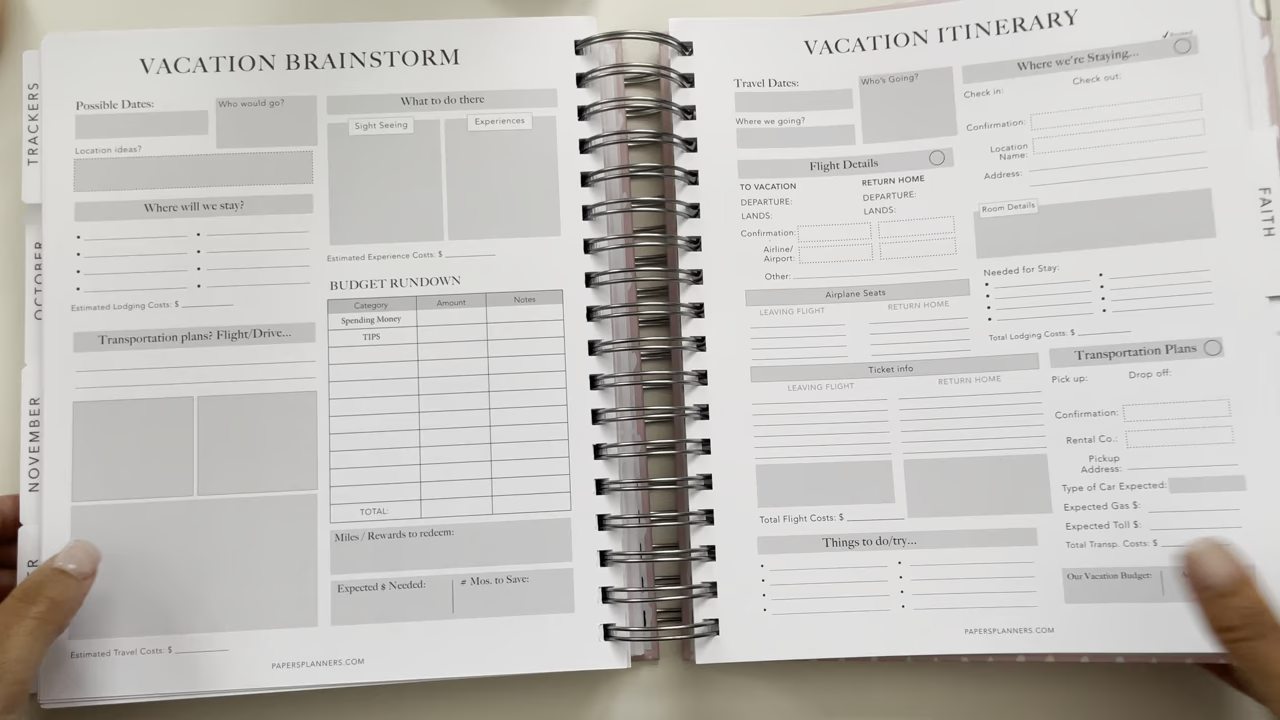 VACATION BRAINSTORM
Possible Dates:
Who would go?
Location ideas?
Where will we stay?
Estimated Lodging Costs: $
Transportation plans? Flight/Drive...
Estimated Travel Costs: $
What to do there
Sight Seeing
Experiences
Estimated Experience Costs: $
BUDGET RUNDOWN
Category Amount Notes
Spending Money
TIPS
TOTAL:
Miles / Rewards to redeem:
Expected $ Needed:
# Mos. to Save:
PAPERSPLANNERS.COM
TRACKERS
OCTOBER
NOVEMBER
VACATION ITINERARY
Travel Dates:
Who's Going?
Where we going?
Flight Details
TO VACATION RETURN HOME
DEPARTURE: DEPARTURE:
LANDS: LANDS:
Confirmation:
Airline/
Airport:
Other:
Airplane Seats
LEAVING FLIGHT RETURN HOME
Ticket info
LEAVING FLIGHT RETURN HOME
Total Flight Costs: $
Things to do/try...
Where we're Staying...
Check in: Check out:
Confirmation:
Location
Name:
Address:
Room Details
Needed for Stay:
Total Lodging Costs: $
Transportation Plans
Pick up: Drop off:
Confirmation:
Rental Co.:
Pickup
Address:
Type of Car Expected:
Expected Gas $:
Expected Toll $:
Total Transp. Costs: $
Our Vacation Budget:
PAPERSPLANNERS.COM
FAITH